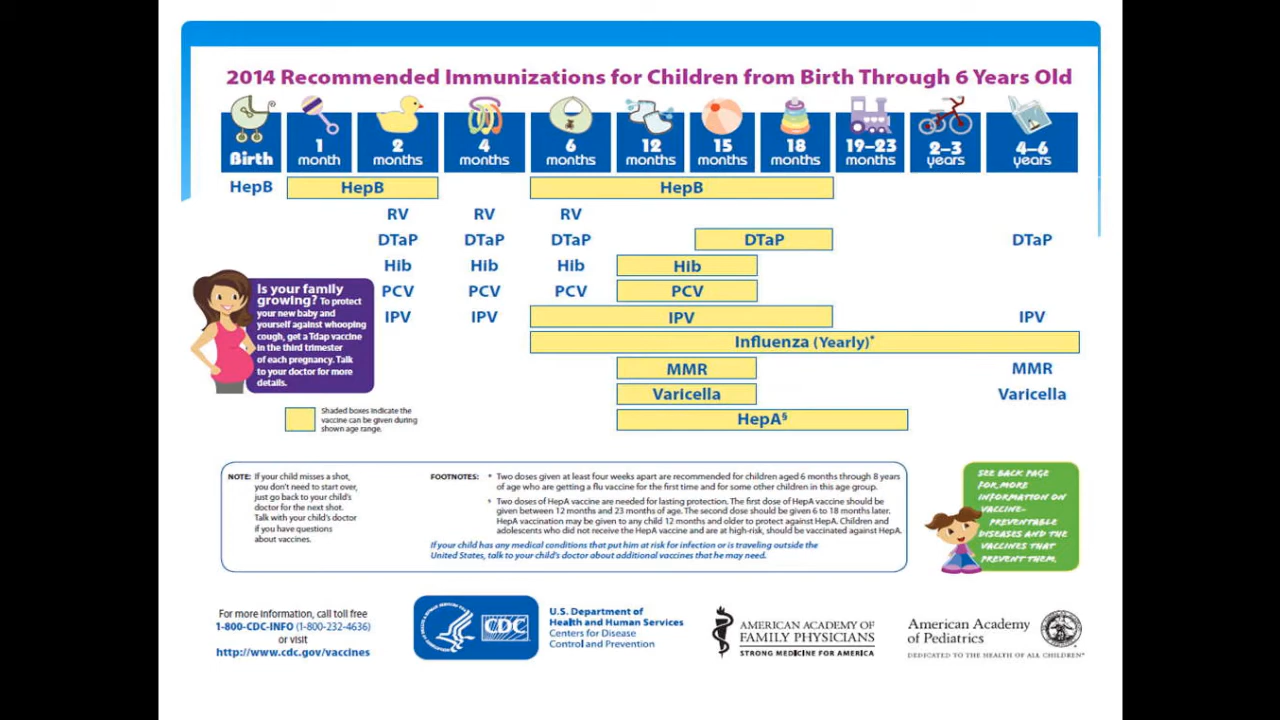 2014 Recommended Immunizations for Children from Birth Through 6 Years Old
Birth
1 month
2 months
4 months
6 months
12 months
15 months
18 months
19–23 months
2–3 years
4–6 years
HepB HepB HepB
RV RV RV
DTaP DTaP DTaP DTaP DTaP
Hib Hib Hib Hib
PCV PCV PCV PCV
IPV IPV IPV IPV
Influenza (Yearly)*
MMR MMR
Varicella Varicella
HepA§
Is your family
growing? To protect
your new baby and
yourself against whooping
cough, get a Tdap vaccine
in the third trimester
of each pregnancy. Talk
to your doctor for more
details.
Shaded boxes indicate the
vaccine can be given during
shown age range.
NOTE: If your child misses a shot,
you don't need to start over,
just go back to your child's
doctor for the next shot.
Talk with your child's doctor
if you have questions
about vaccines.
FOOTNOTES: * Two doses given at least four weeks apart are recommended for children aged 6 months through 8 years
of age who are getting a flu vaccine for the first time and for some other children in this age group.
§ Two doses of HepA vaccine are needed for lasting protection. The first dose of HepA vaccine should be
given between 12 months and 23 months of age. The second dose should be given 6 to 18 months later.
HepA vaccination may be given to any child 12 months and older to protect against HepA. Children and
adolescents who did not receive the HepA vaccine and are at high-risk, should be vaccinated against HepA.
If your child has any medical conditions that put him at risk for infection or is traveling outside the
United States, talk to your child's doctor about additional vaccines that he may need.
SEE BACK PAGE
FOR MORE
INFORMATION ON
VACCINE-
PREVENTABLE
DISEASES AND THE
VACCINES THAT
PREVENT THEM.
For more information, call toll free
1-800-CDC-INFO (1-800-232-4636)
or visit
http://www.cdc.gov/vaccines
CDC
U.S. Department of
Health and Human Services
Centers for Disease
Control and Prevention
AMERICAN ACADEMY OF
FAMILY PHYSICIANS
STRONG MEDICINE FOR AMERICA
American Academy
of Pediatrics
DEDICATED TO THE HEALTH OF ALL CHILDREN*